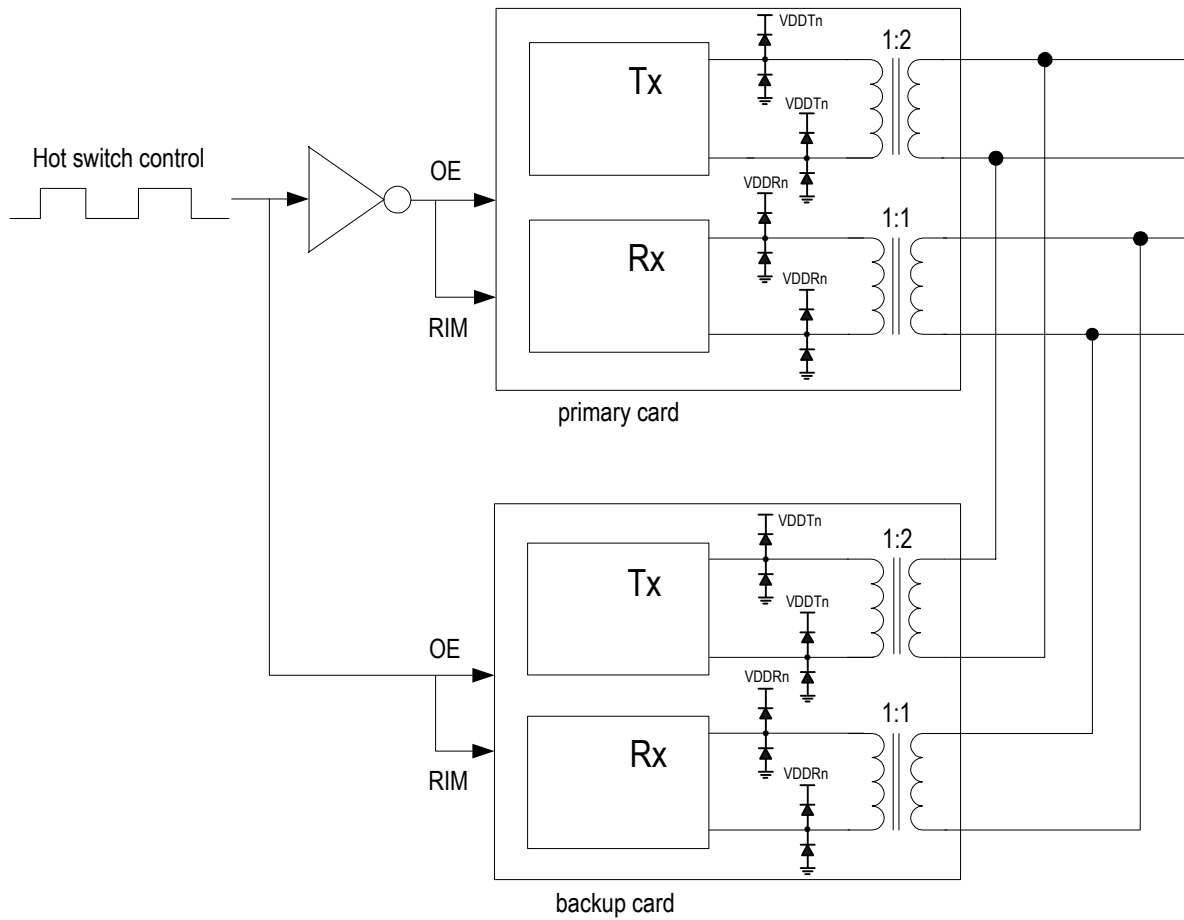 VDDTn
1:2
Tx
VDDTn
Hot switch control
OE
VDDRn
1:1
Rx
VDDRn
RIM
primary card
VDDTn
1:2
Tx
VDDTn
OE
VDDRn
1:1
Rx
VDDRn
RIM
backup card